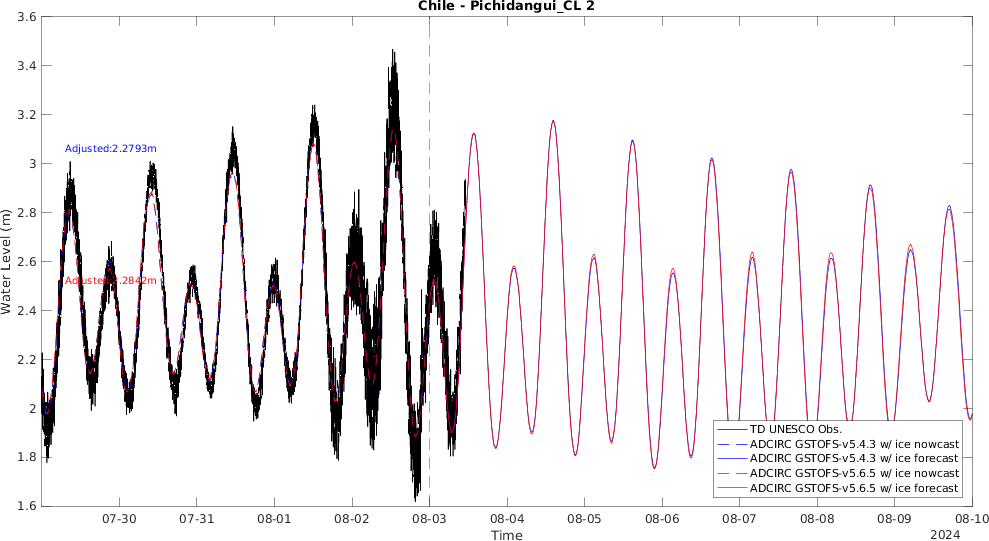 Chile - Pichidangui_CL 2
3.6
3.4
3.2
3
2.8
2.6
2.4
2.2
2
1.8
1.6
Water Level (m)
Adjusted:2.2793m
Adjusted:2.2842m
TD UNESCO Obs.
ADCIRC GSTOFS-v5.4.3 w/ ice nowcast
ADCIRC GSTOFS-v5.4.3 w/ ice forecast
ADCIRC GSTOFS-v5.6.5 w/ ice nowcast
ADCIRC GSTOFS-v5.6.5 w/ ice forecast
07-30 07-31 08-01 08-02 08-03 08-04 08-05 08-06 08-07 08-08 08-09 08-10
Time
2024